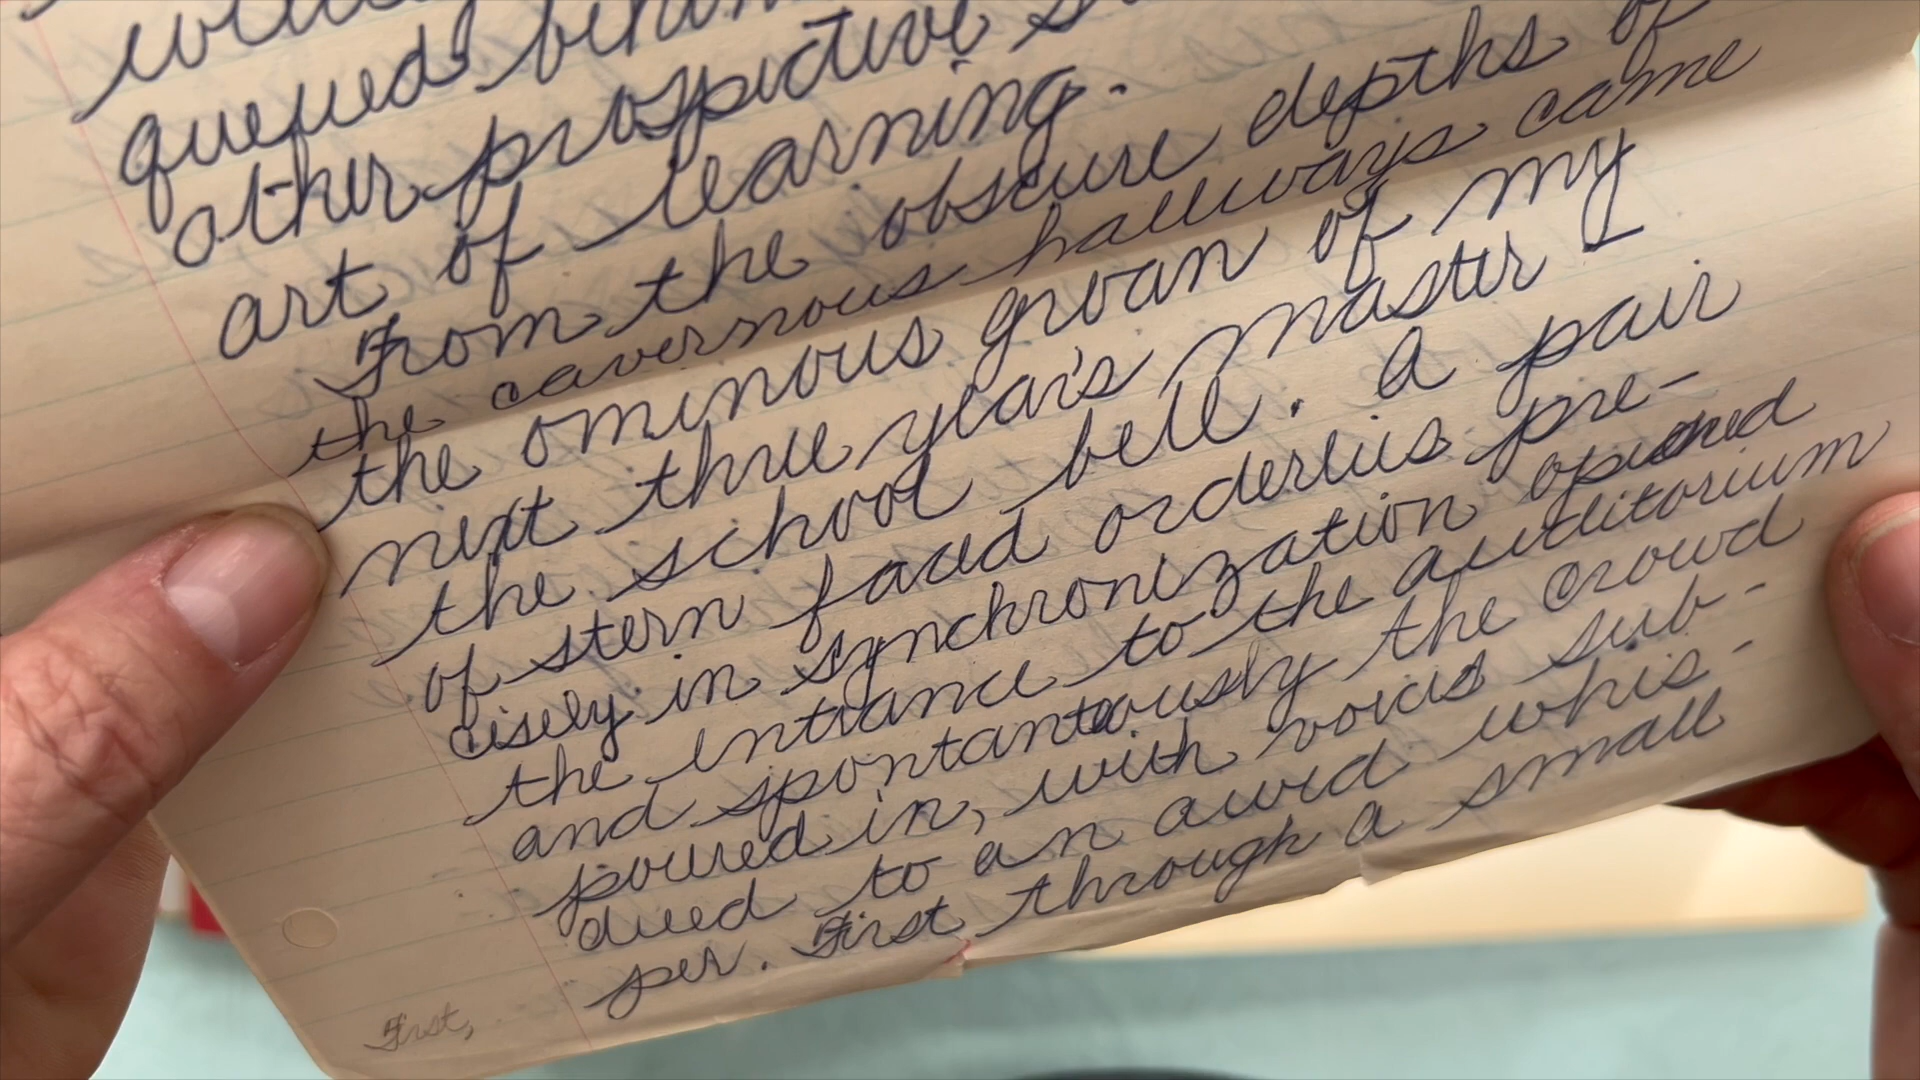 queued behind
other prospective
art of learning.
From the obscure depths of
the cavernous hallways came
the ominous groan of my
next three year's master
the school bell. A pair
of stern faced orderlies pre-
cisely in synchronization opened
the entrance to the auditorium
and spontaneously the crowd
poured in, with voices sub-
dued to an awed whis-
per. First through a small
First,